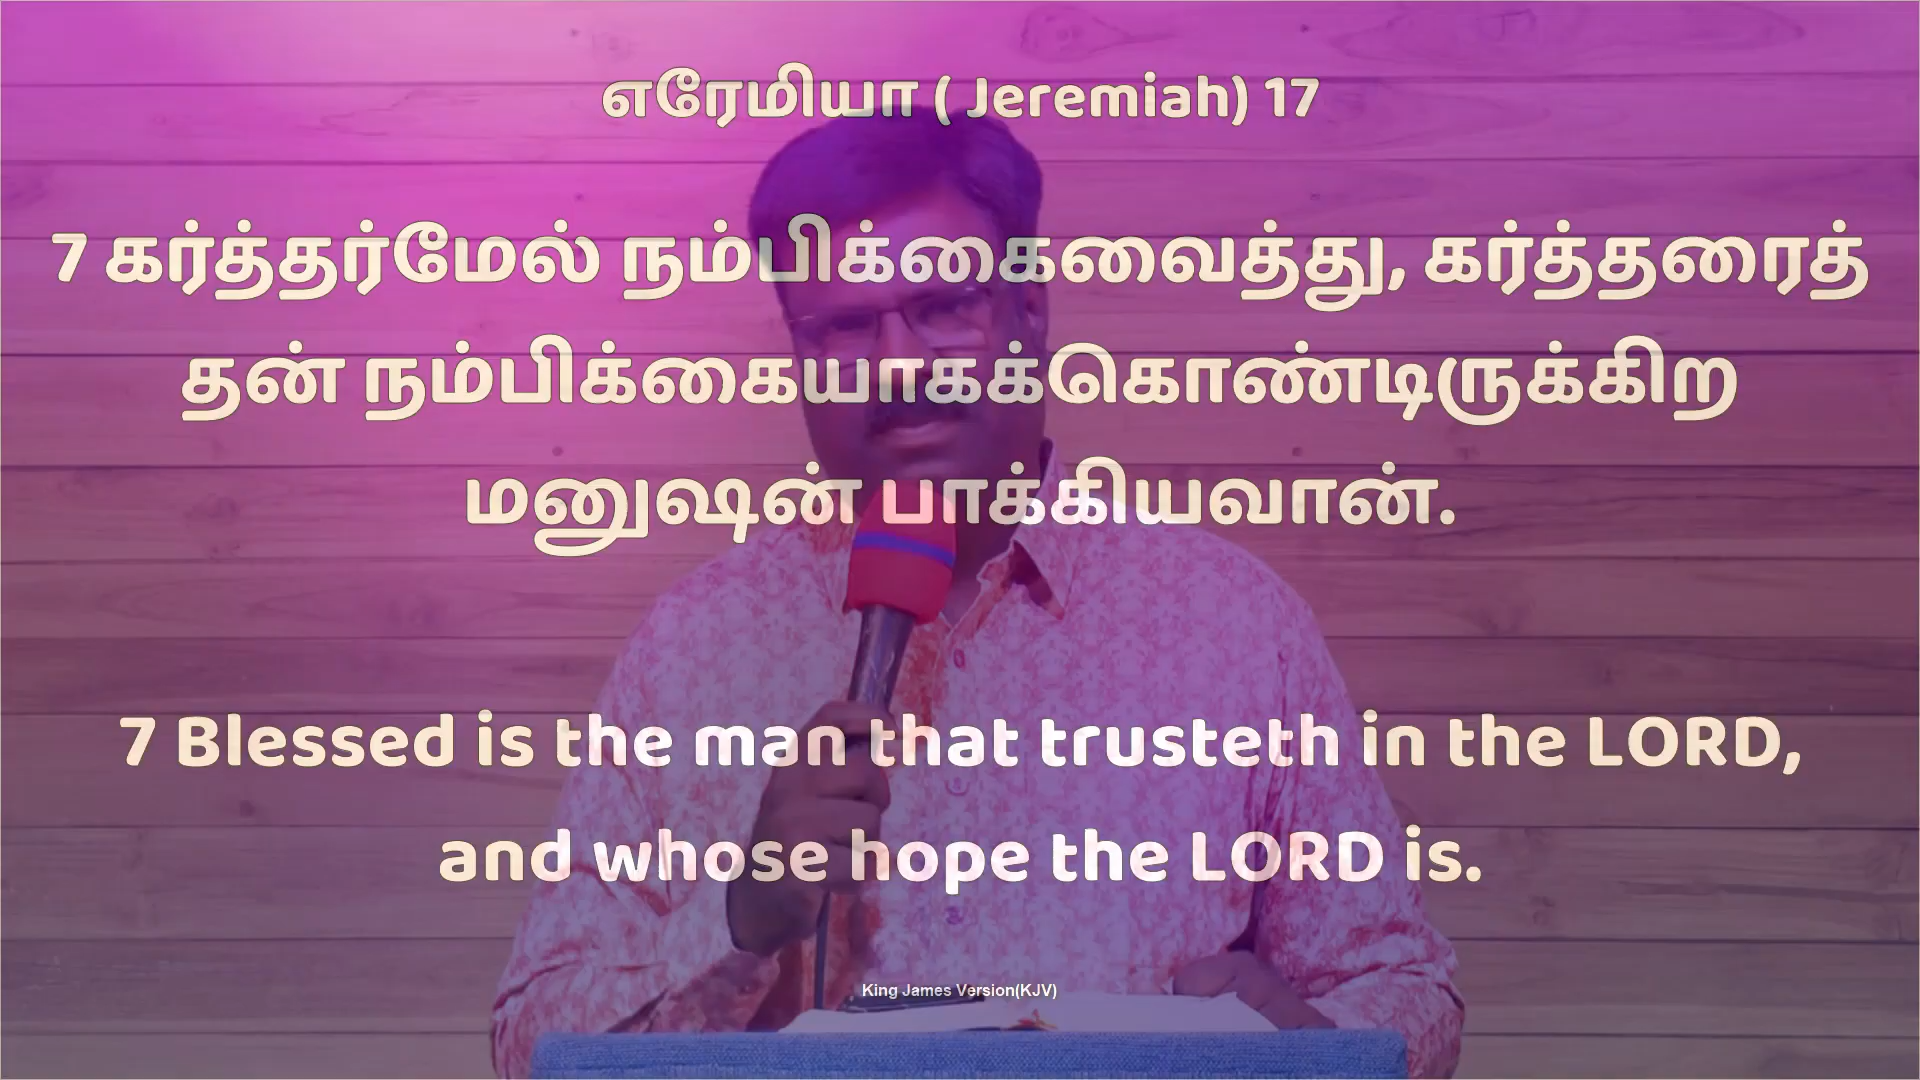 எரேமியா ( Jeremiah) 17
7 கர்த்தர்மேல் நம்பிக்கைவைத்து, கர்த்தரைத்
தன் நம்பிக்கையாகக்கொண்டிருக்கிற
மனுஷன் பாக்கியவான்.
7 Blessed is the man that trusteth in the LORD,
and whose hope the LORD is.
King James Version(KJV)